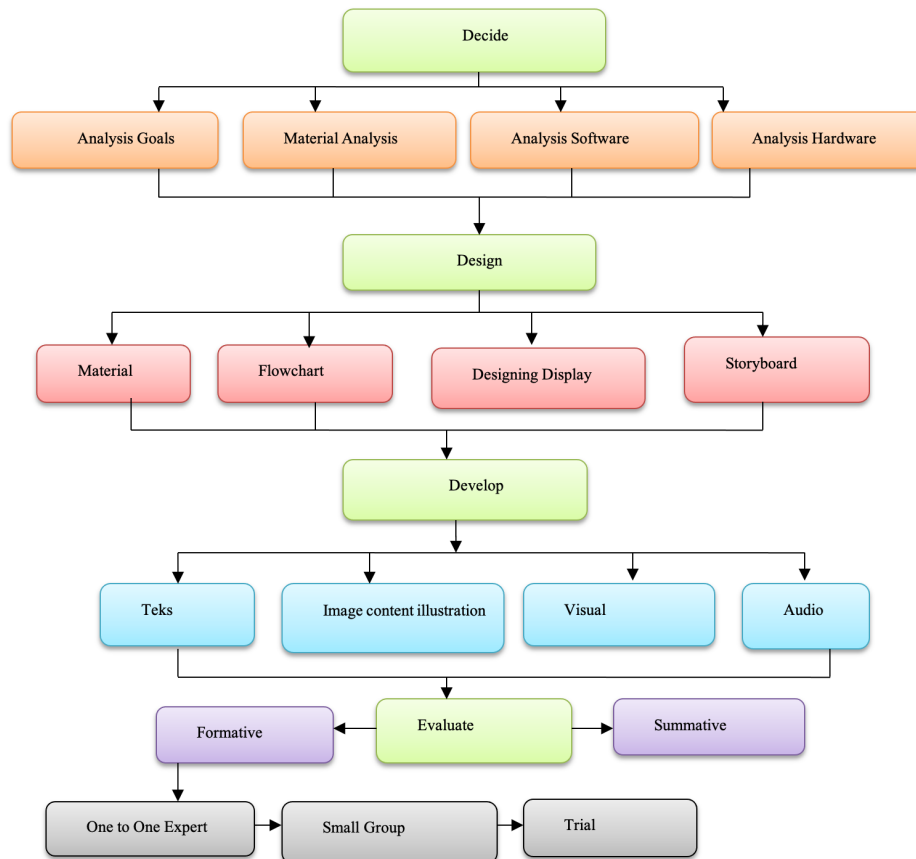 Decide
Analysis Goals
Material Analysis
Analysis Software
Analysis Hardware
Design
Material
Flowchart
Designing Display
Storyboard
Develop
Teks
Image content illustration
Visual
Audio
Formative
Evaluate
Summative
One to One Expert
Small Group
Trial